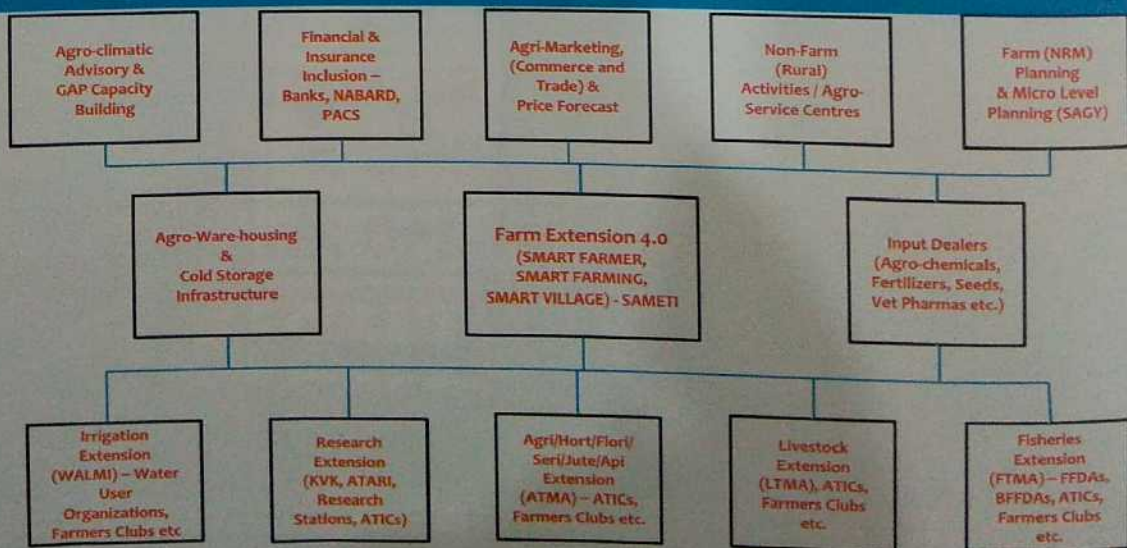 Agro-climatic
Advisory &
GAP Capacity
Building
Financial &
Insurance
Inclusion –
Banks, NABARD,
PACS
Agri-Marketing,
(Commerce and
Trade) &
Price Forecast
Non-Farm
(Rural)
Activities / Agro-
Service Centres
Farm (NRM)
Planning
& Micro Level
Planning (SAGY)
Agro-Ware-housing
&
Cold Storage
Infrastructure
Farm Extension 4.0
(SMART FARMER,
SMART FARMING,
SMART VILLAGE) - SAMETI
Input Dealers
(Agro-chemicals,
Fertilizers, Seeds,
Vet Pharmas etc.)
Irrigation
Extension
(WALMI) – Water
User
Organizations,
Farmers Clubs etc
Research
Extension
(KVK, ATARI,
Research
Stations, ATICs)
Agri/Hort/Flori/
Seri/Jute/Api
Extension
(ATMA) – ATICs,
Farmers Clubs etc.
Livestock
Extension
(LTMA), ATICs,
Farmers Clubs
etc.
Fisheries
Extension
(FTMA) – FFDAs,
BFFDAs, ATICs,
Farmers Clubs
etc.